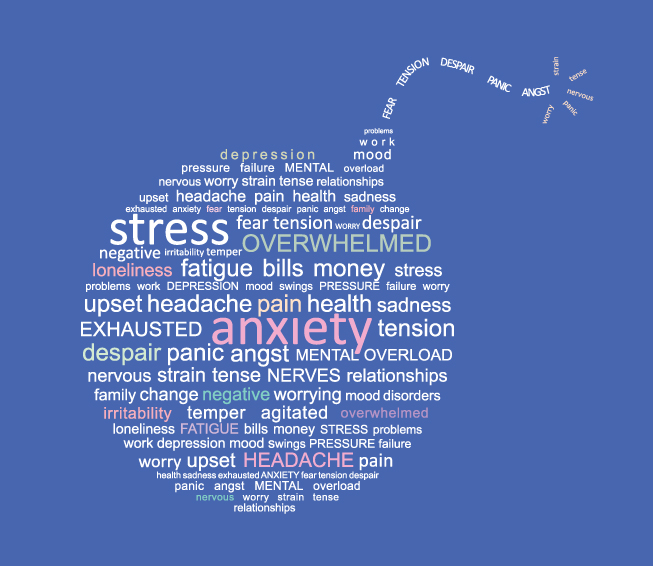 FEAR TENSION DESPAIR PANIC ANGST
strain
tense
nervous
panic
worry
problems
work
depression mood
pressure failure MENTAL overload
nervous worry strain tense relationships
upset headache pain health sadness
exhausted anxiety fear tension despair panic angst family change
stress fear tension WORRY despair
OVERWHELMED
negative irritability temper
loneliness fatigue bills money stress
problems work DEPRESSION mood swings PRESSURE failure worry
upset headache pain health sadness
EXHAUSTED anxiety tension
despair panic angst MENTAL OVERLOAD
nervous strain tense NERVES relationships
family change negative worrying mood disorders
irritability temper agitated overwhelmed
loneliness FATIGUE bills money STRESS problems
work depression mood swings PRESSURE failure
worry upset HEADACHE pain
health sadness exhausted ANXIETY fear tension despair
panic angst MENTAL overload
nervous worry strain tense
relationships